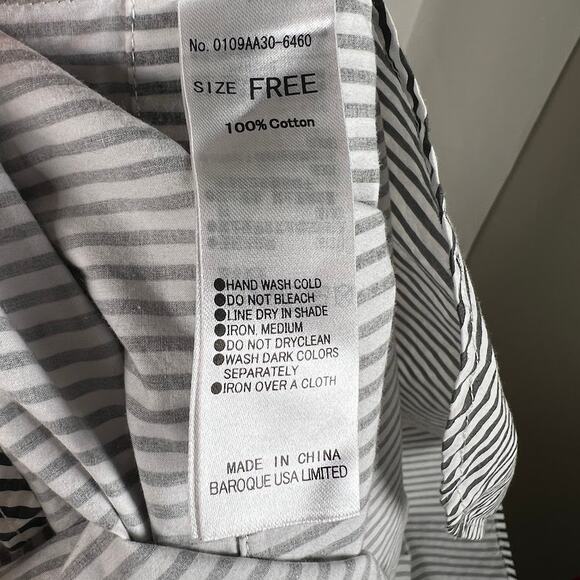 No. 0109AA30-6460
SIZE FREE
100% Cotton
●HAND WASH COLD
●DO NOT BLEACH
●LINE DRY IN SHADE
●IRON, MEDIUM
●DO NOT DRYCLEAN
●WASH DARK COLORS
SEPARATELY
●IRON OVER A CLOTH
MADE IN CHINA
BAROQUE USA LIMITED